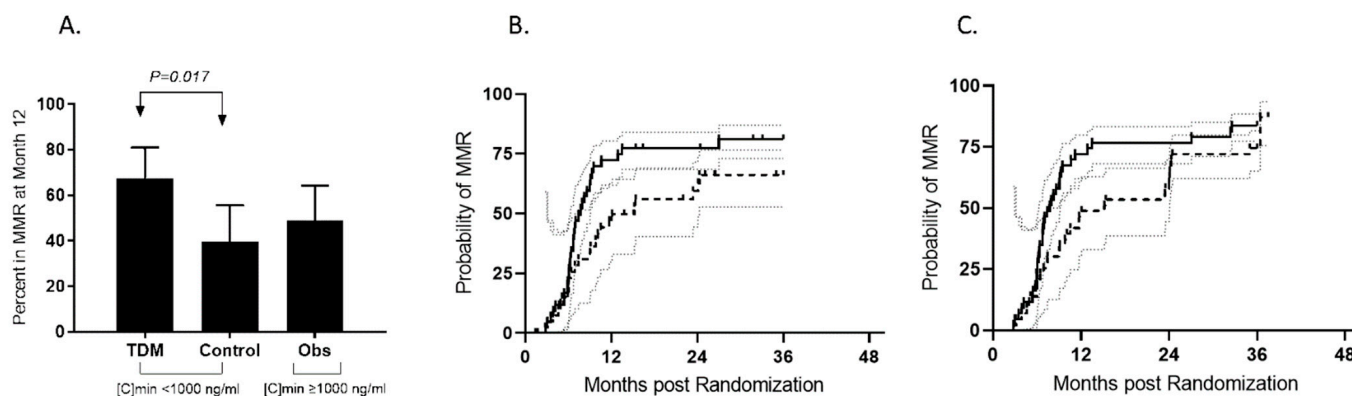 A.
P=0.017
Percent in MMR at Month 12
100
80
60
40
20
0
TDM Control Obs
[C]min <1000 ng/ml [C]min ≥1000 ng/ml
B.
Probability of MMR
100
75
50
25
0
0 12 24 36 48
Months post Randomization
C.
Probability of MMR
100
75
50
25
0
0 12 24 36 48
Months post Randomization